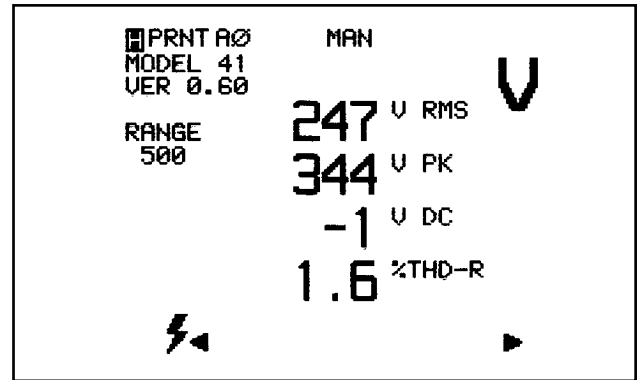 H PRNT AØ MAN
MODEL 41
VER 0.60
V
RANGE
500
247 V RMS
344 V PK
-1 V DC
1.6 %THD-R